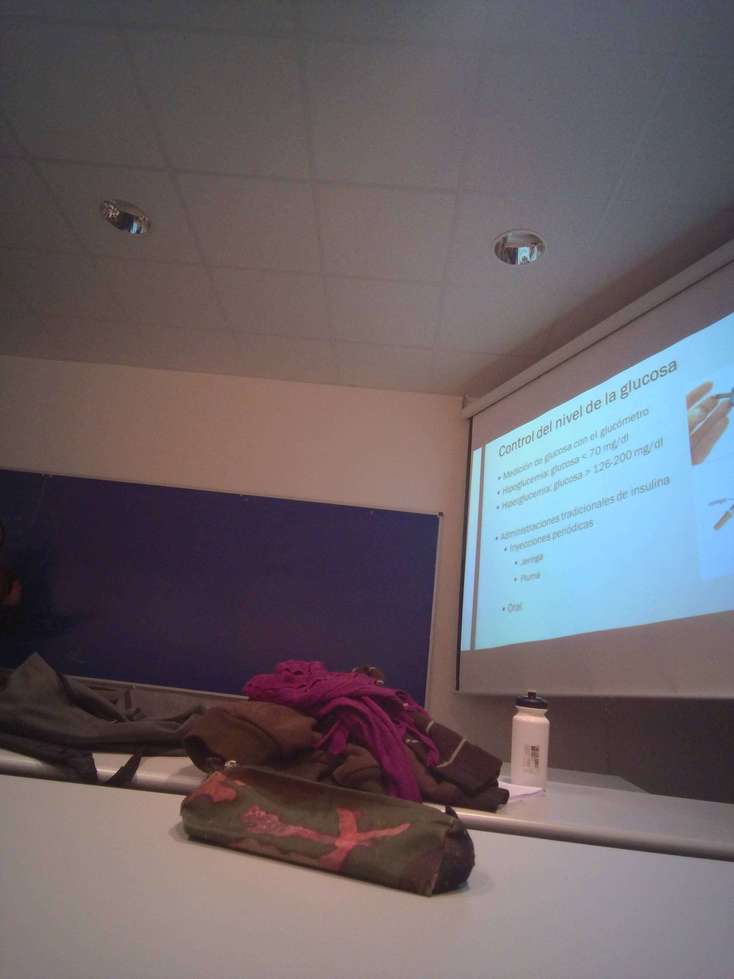 Control del nivel de la glucosa
• Medición de glucosa con el glucómetro
• Hipoglucemia: glucosa < 70 mg/dl
• Hiperglucemia: glucosa > 126-200 mg/dl
• Administraciones tradicionales de insulina
• Inyecciones periódicas
• Jeringa
• Pluma
• Oral